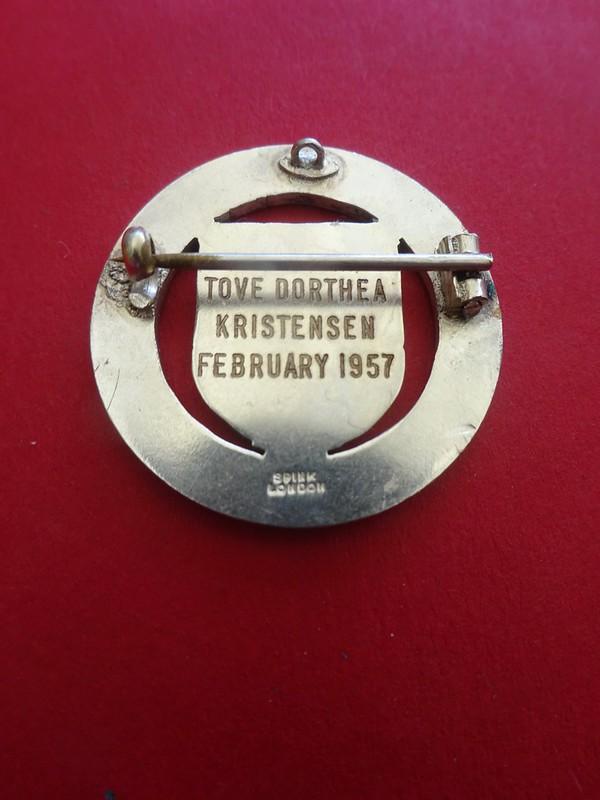 TOVE DORTHEA
KRISTENSEN
FEBRUARY 1957
SPINK
LONDON